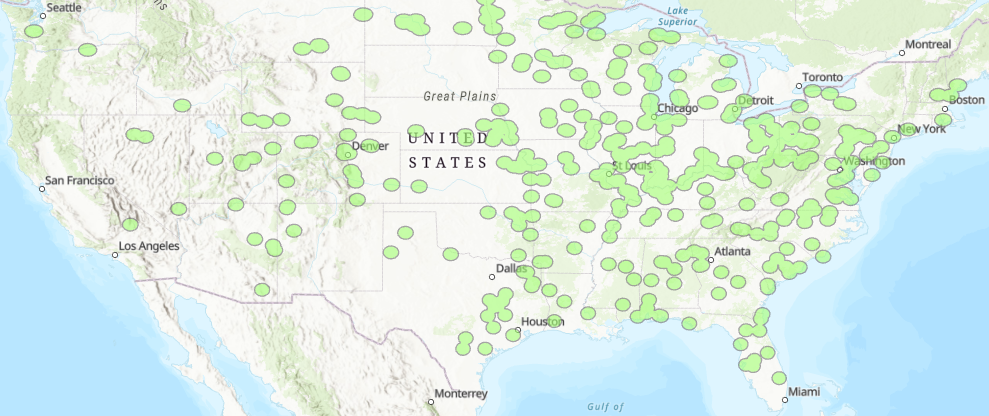 Seattle
ns
Lake
Superior
Montreal
Toronto
Great Plains
Chicago
Detroit
Boston
New York
UNITED
STATES
Denver
St Louis
Washington
San Francisco
Los Angeles
Atlanta
Dallas
Houston
Monterrey
Miami
Gulf of